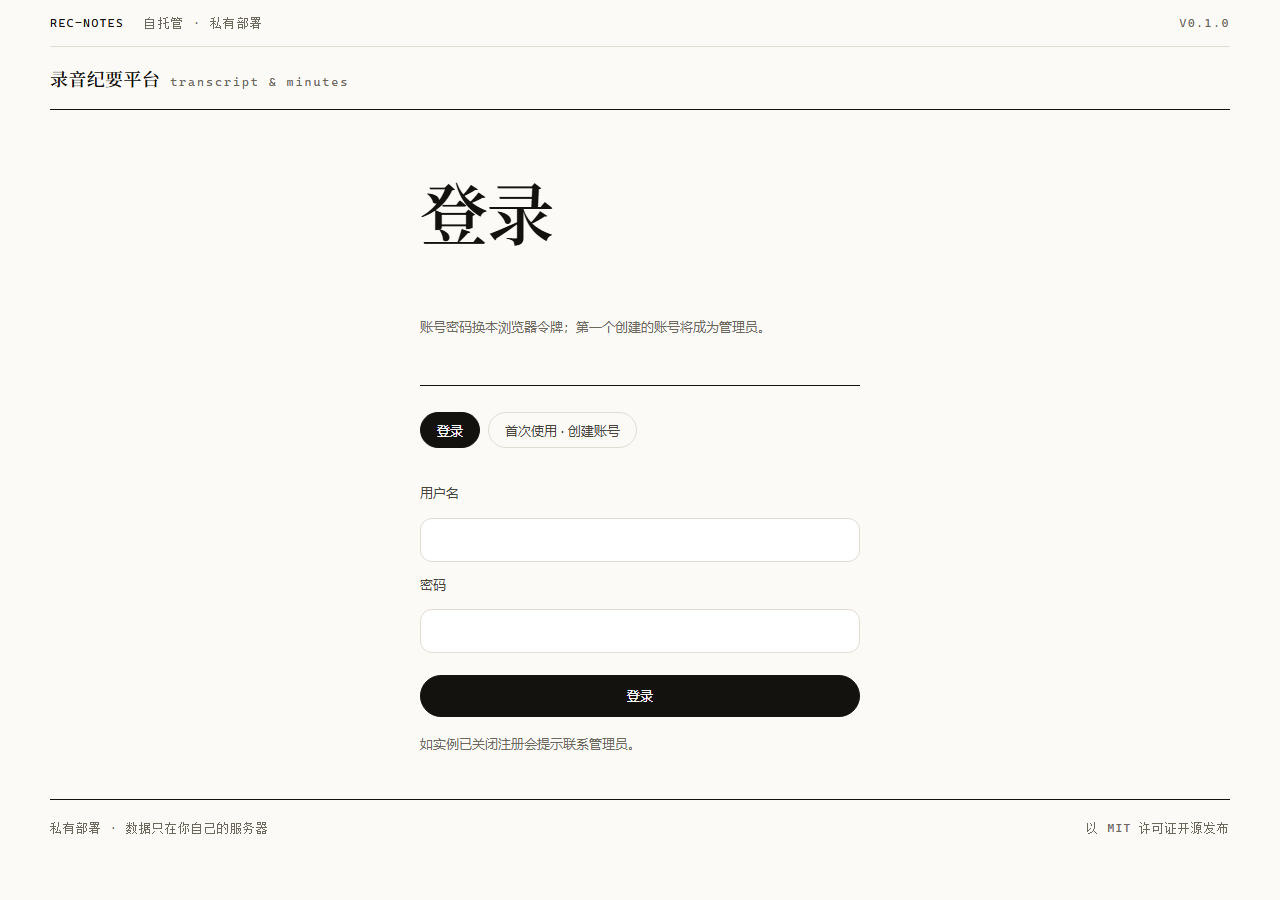 REC-NOTES 自托管 · 私有部署 V0.1.0
录音纪要平台 transcript & minutes
登录
账号密码换本浏览器令牌；第一个创建的账号将成为管理员。
登录 首次使用 · 创建账号
用户名
密码
登录
如实例已关闭注册会提示联系管理员。
私有部署 · 数据只在你自己的服务器 以 MIT 许可证开源发布